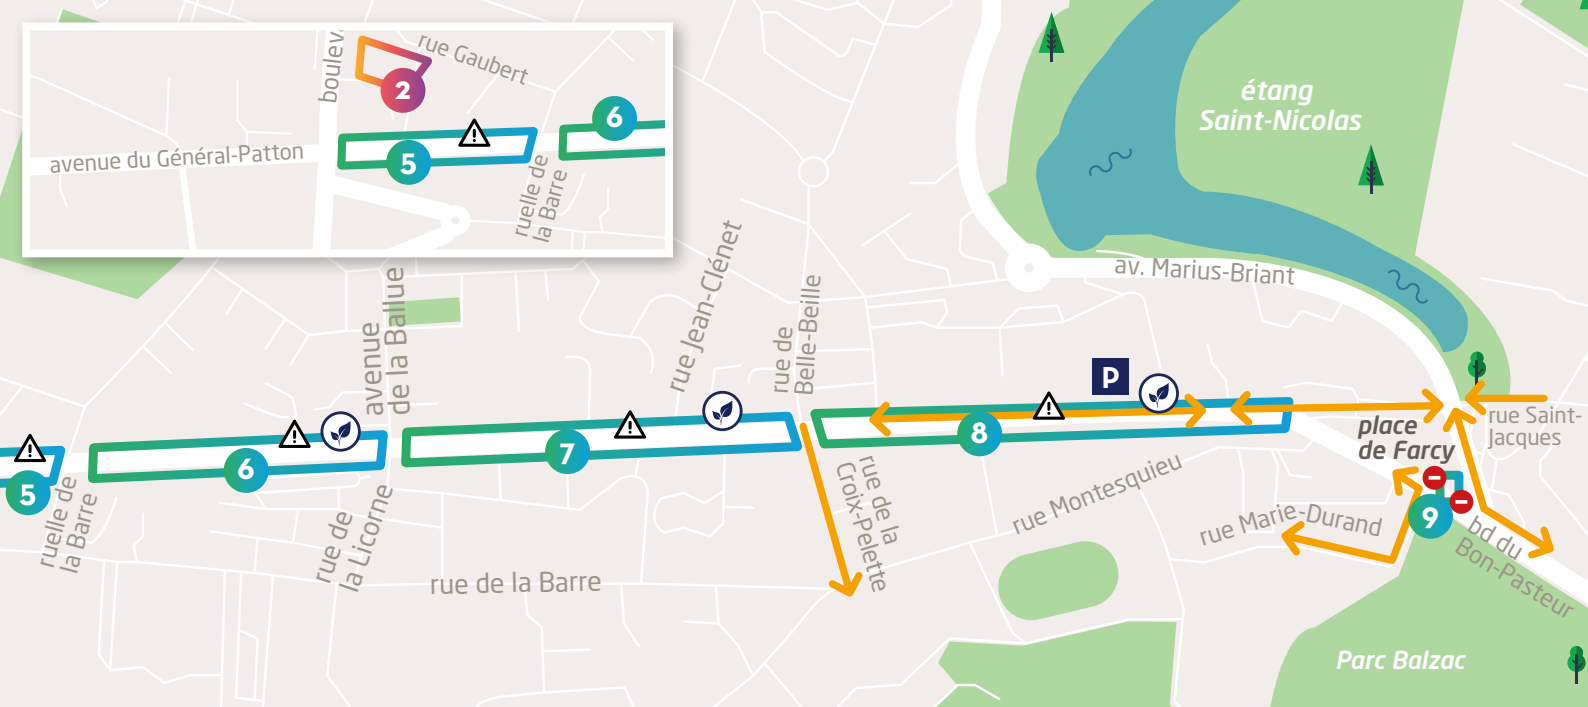 boulev
rue Gaubert
2
6
avenue du Général-Patton
5
ruelle de
la Barre
étang
Saint-Nicolas
av. Marius-Briant
rue Jean-Clénet
rue de
Belle-Beille
avenue
de la Ballue
P
5
6
7
8
9
place
de Farcy
rue Saint-
Jacques
ruelle de
la Barre
rue de
la Licorne
rue de la Barre
rue de la
Croix-Pelette
rue Montesquieu
rue Marie-Durand
bd du
Bon-Pasteur
Parc Balzac